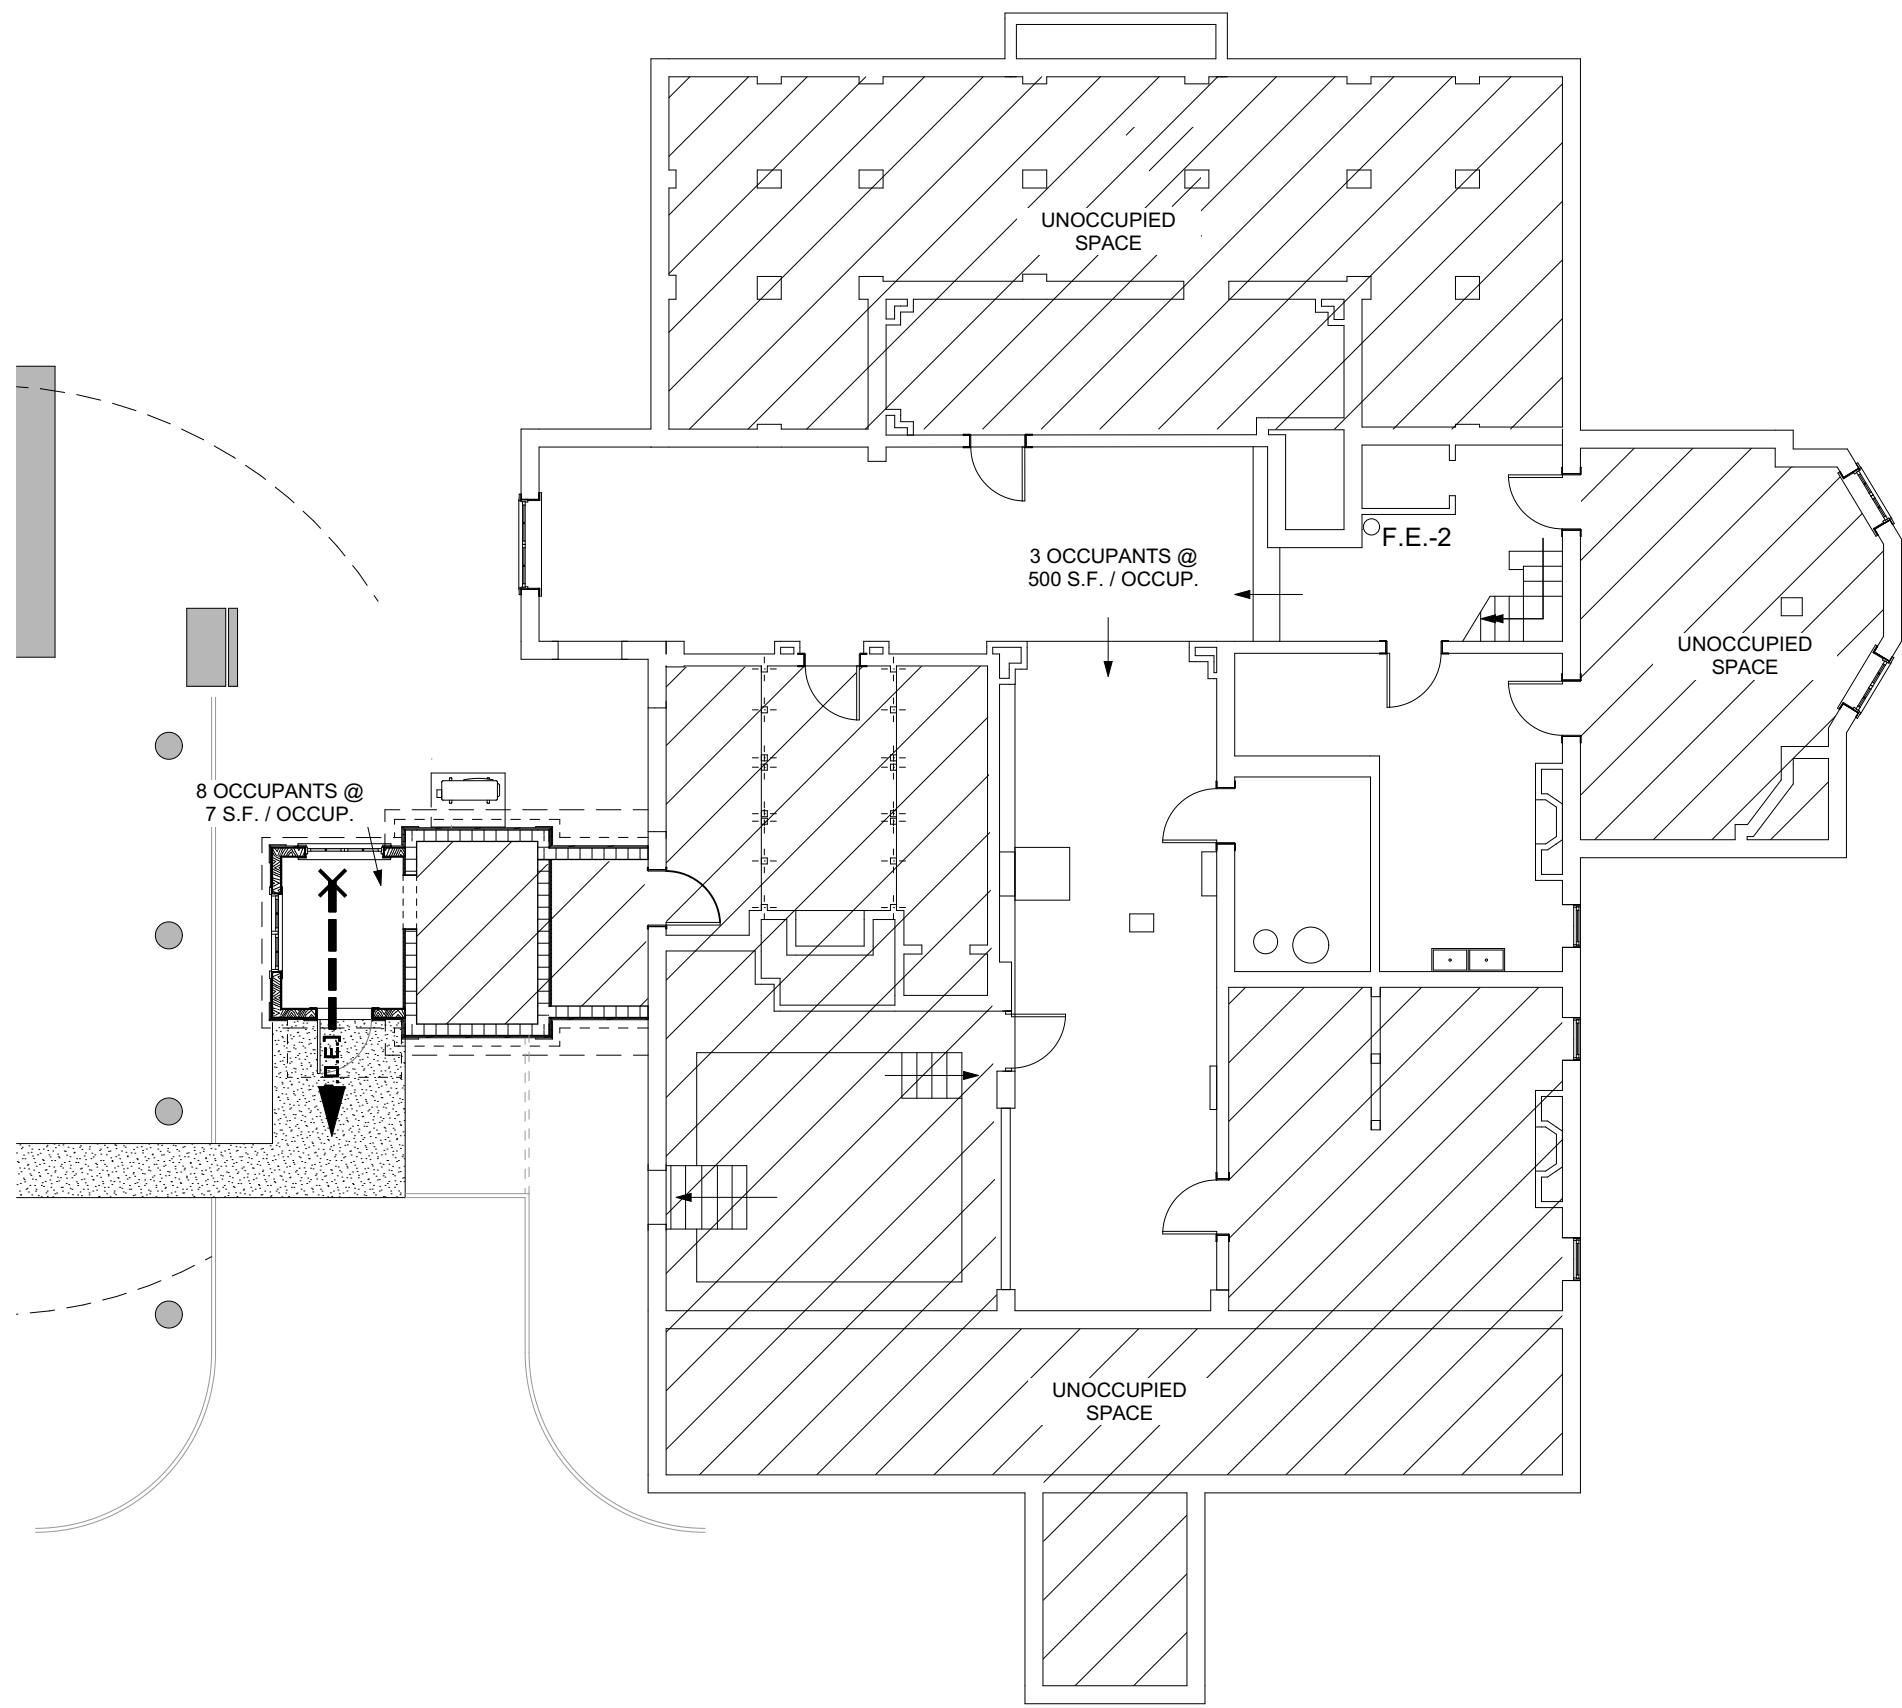 UNOCCUPIED
SPACE
F.E.-2
3 OCCUPANTS @
500 S.F. / OCCUP.
UNOCCUPIED
SPACE
8 OCCUPANTS @
7 S.F. / OCCUP.
D.E.]
UNOCCUPIED
SPACE